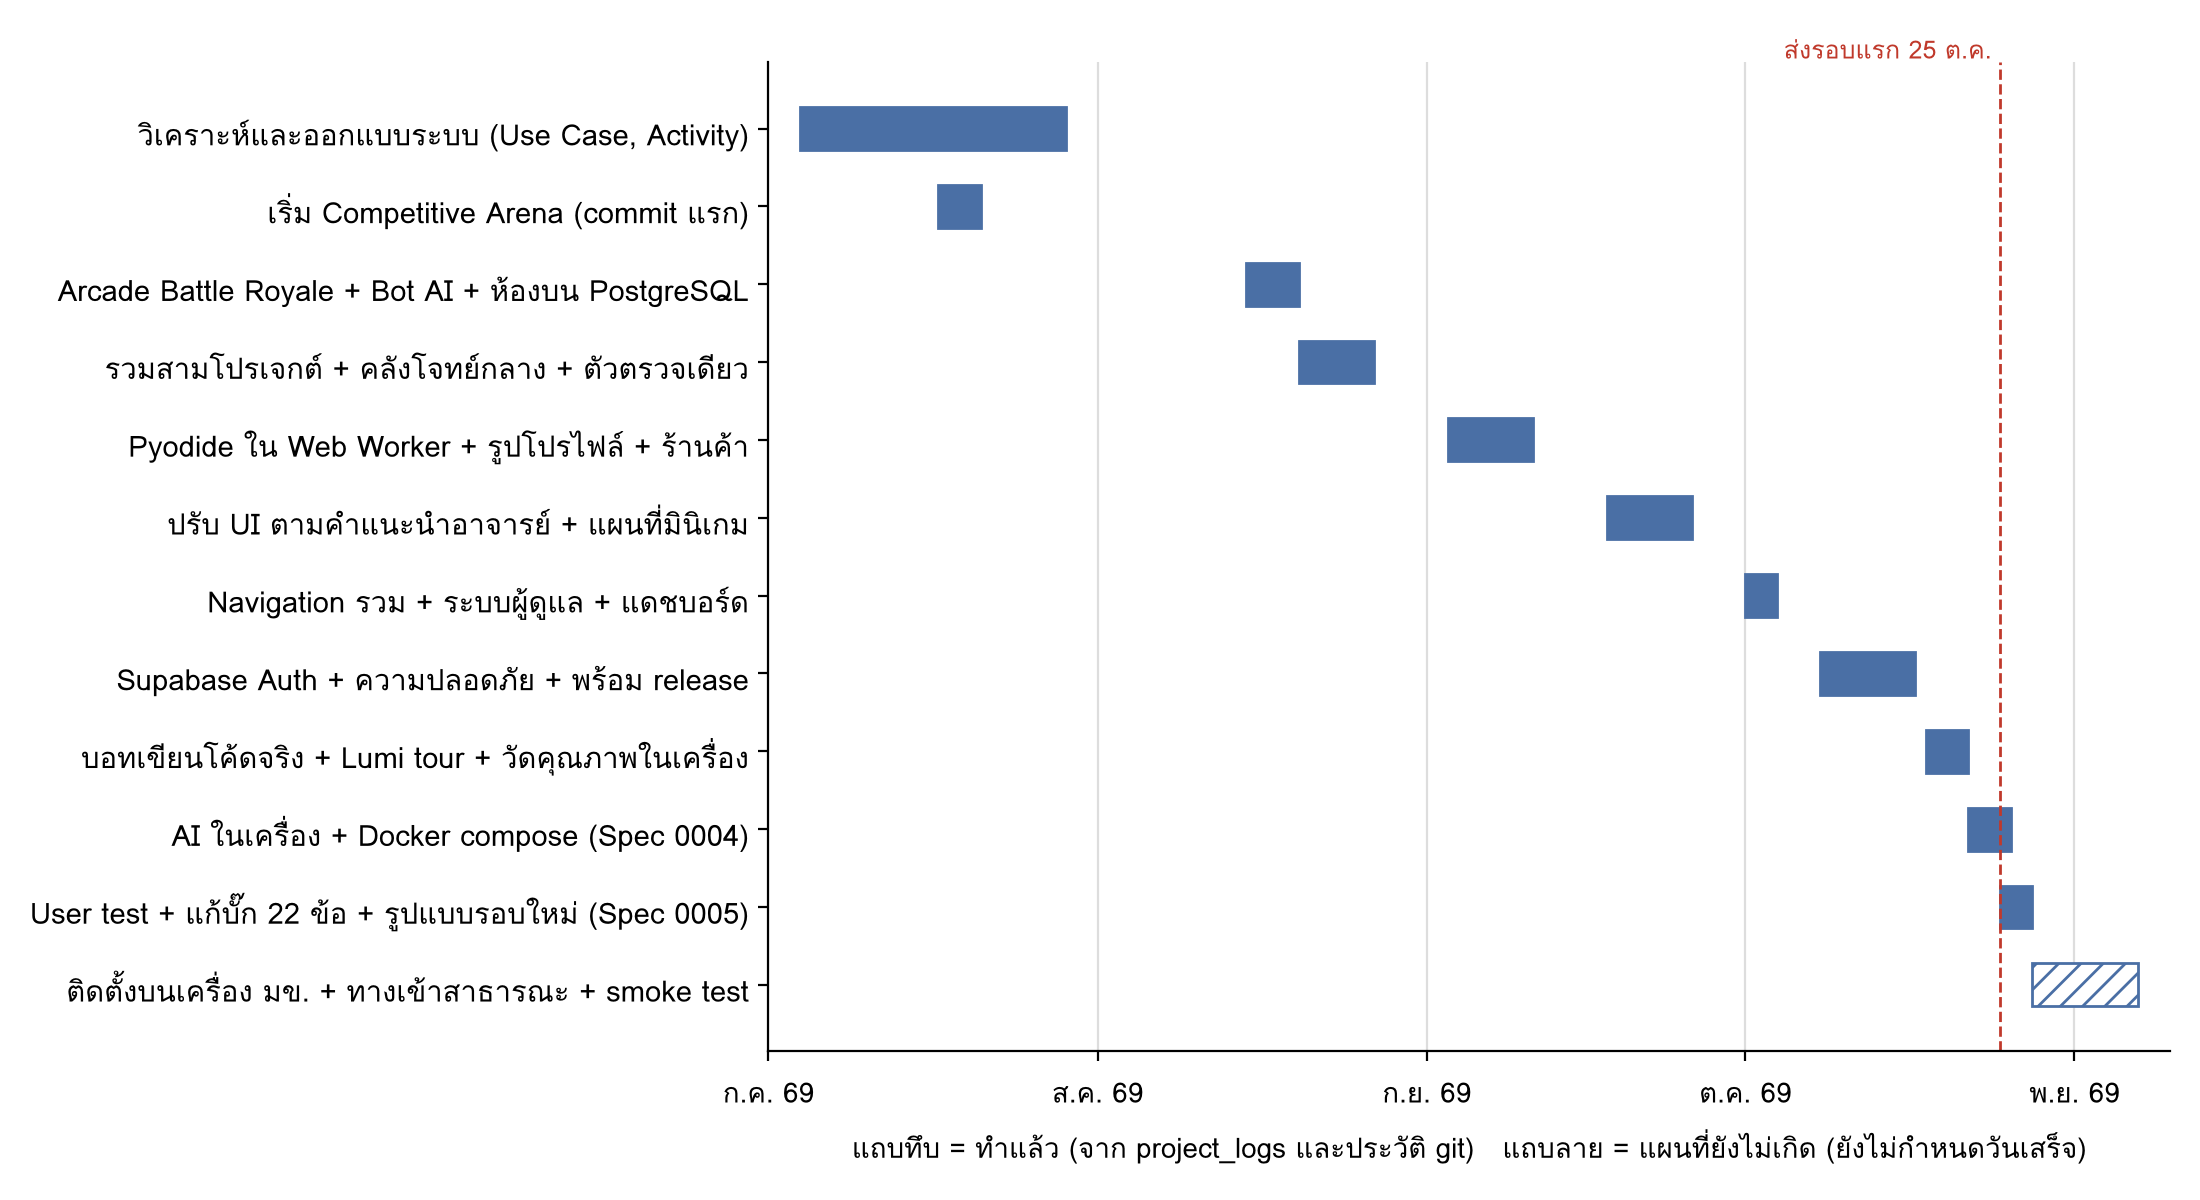 ส่งรอบแรก 25 ต.ค.
วิเคราะห์และออกแบบระบบ (Use Case, Activity)
เริ่ม Competitive Arena (commit แรก)
Arcade Battle Royale + Bot AI + ห้องบน PostgreSQL
รวมสามโปรเจกต์ + คลังโจทย์กลาง + ตัวตรวจเดียว
Pyodide ใน Web Worker + รูปโปรไฟล์ + ร้านค้า
ปรับ UI ตามคำแนะนำอาจารย์ + แผนที่มินิเกม
Navigation รวม + ระบบผู้ดูแล + แดชบอร์ด
Supabase Auth + ความปลอดภัย + พร้อม release
บอทเขียนโค้ดจริง + Lumi tour + วัดคุณภาพในเครื่อง
AI ในเครื่อง + Docker compose (Spec 0004)
User test + แก้บั๊ก 22 ข้อ + รูปแบบรอบใหม่ (Spec 0005)
ติดตั้งบนเครื่อง มข. + ทางเข้าสาธารณะ + smoke test
ก.ค. 69 ส.ค. 69 ก.ย. 69 ต.ค. 69 พ.ย. 69
แถบทึบ = ทำแล้ว (จาก project_logs และประวัติ git) แถบลาย = แผนที่ยังไม่เกิด (ยังไม่กำหนดวันเสร็จ)